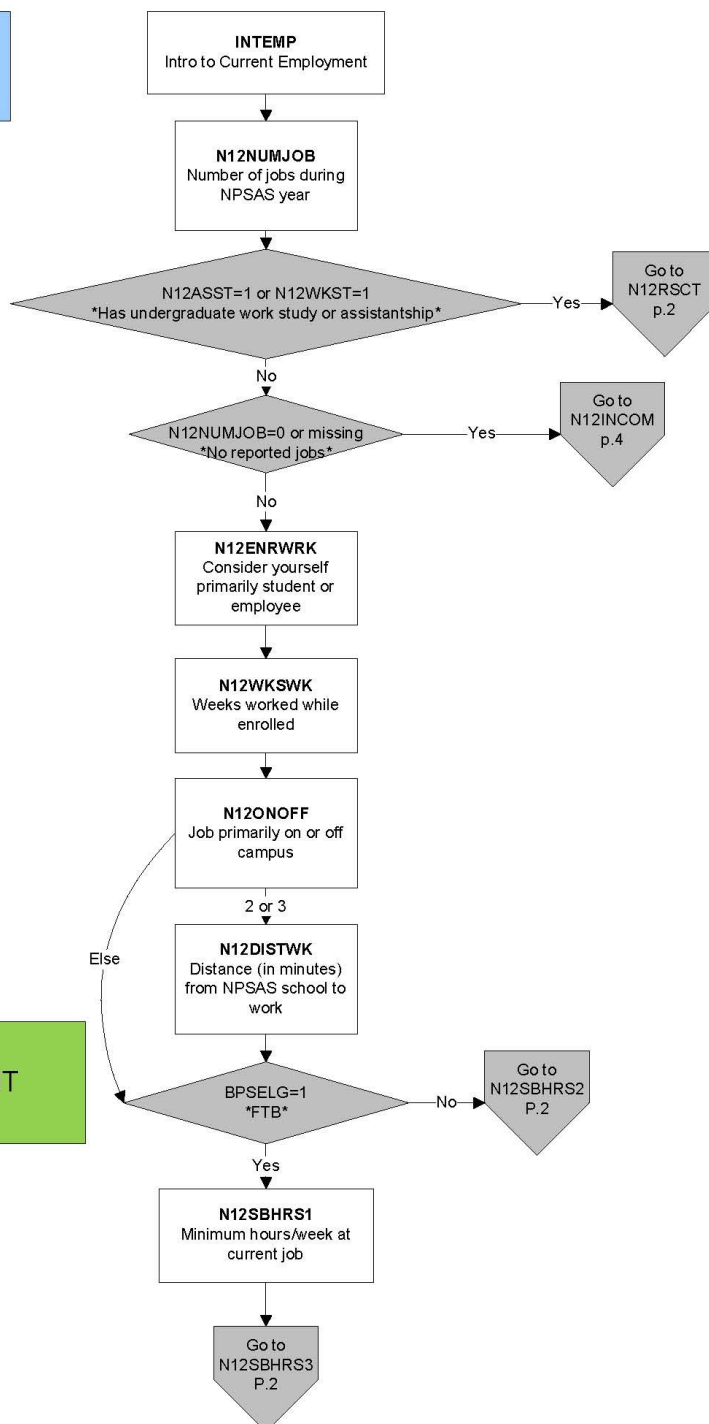 INTEMP
Intro to Current Employment
N12NUMJOB
Number of jobs during
NPSAS year
N12ASST=1 or N12WKST=1
*Has undergraduate work study or assistantship*
Yes
Go to
N12RSCT
p.2
No
N12NUMJOB=0 or missing
*No reported jobs*
Yes
Go to
N12INCOM
p.4
No
N12ENRWRK
Consider yourself
primarily student or
employee
N12WKSWK
Weeks worked while
enrolled
N12ONOFF
Job primarily on or off
campus
2 or 3
Else
N12DISTWK
Distance (in minutes)
from NPSAS school to
work
T
BPSELG=1
*FTB*
No
Go to
N12SBHRS2
P.2
Yes
N12SBHRS1
Minimum hours/week at
current job
Go to
N12SBHRS3
P.2